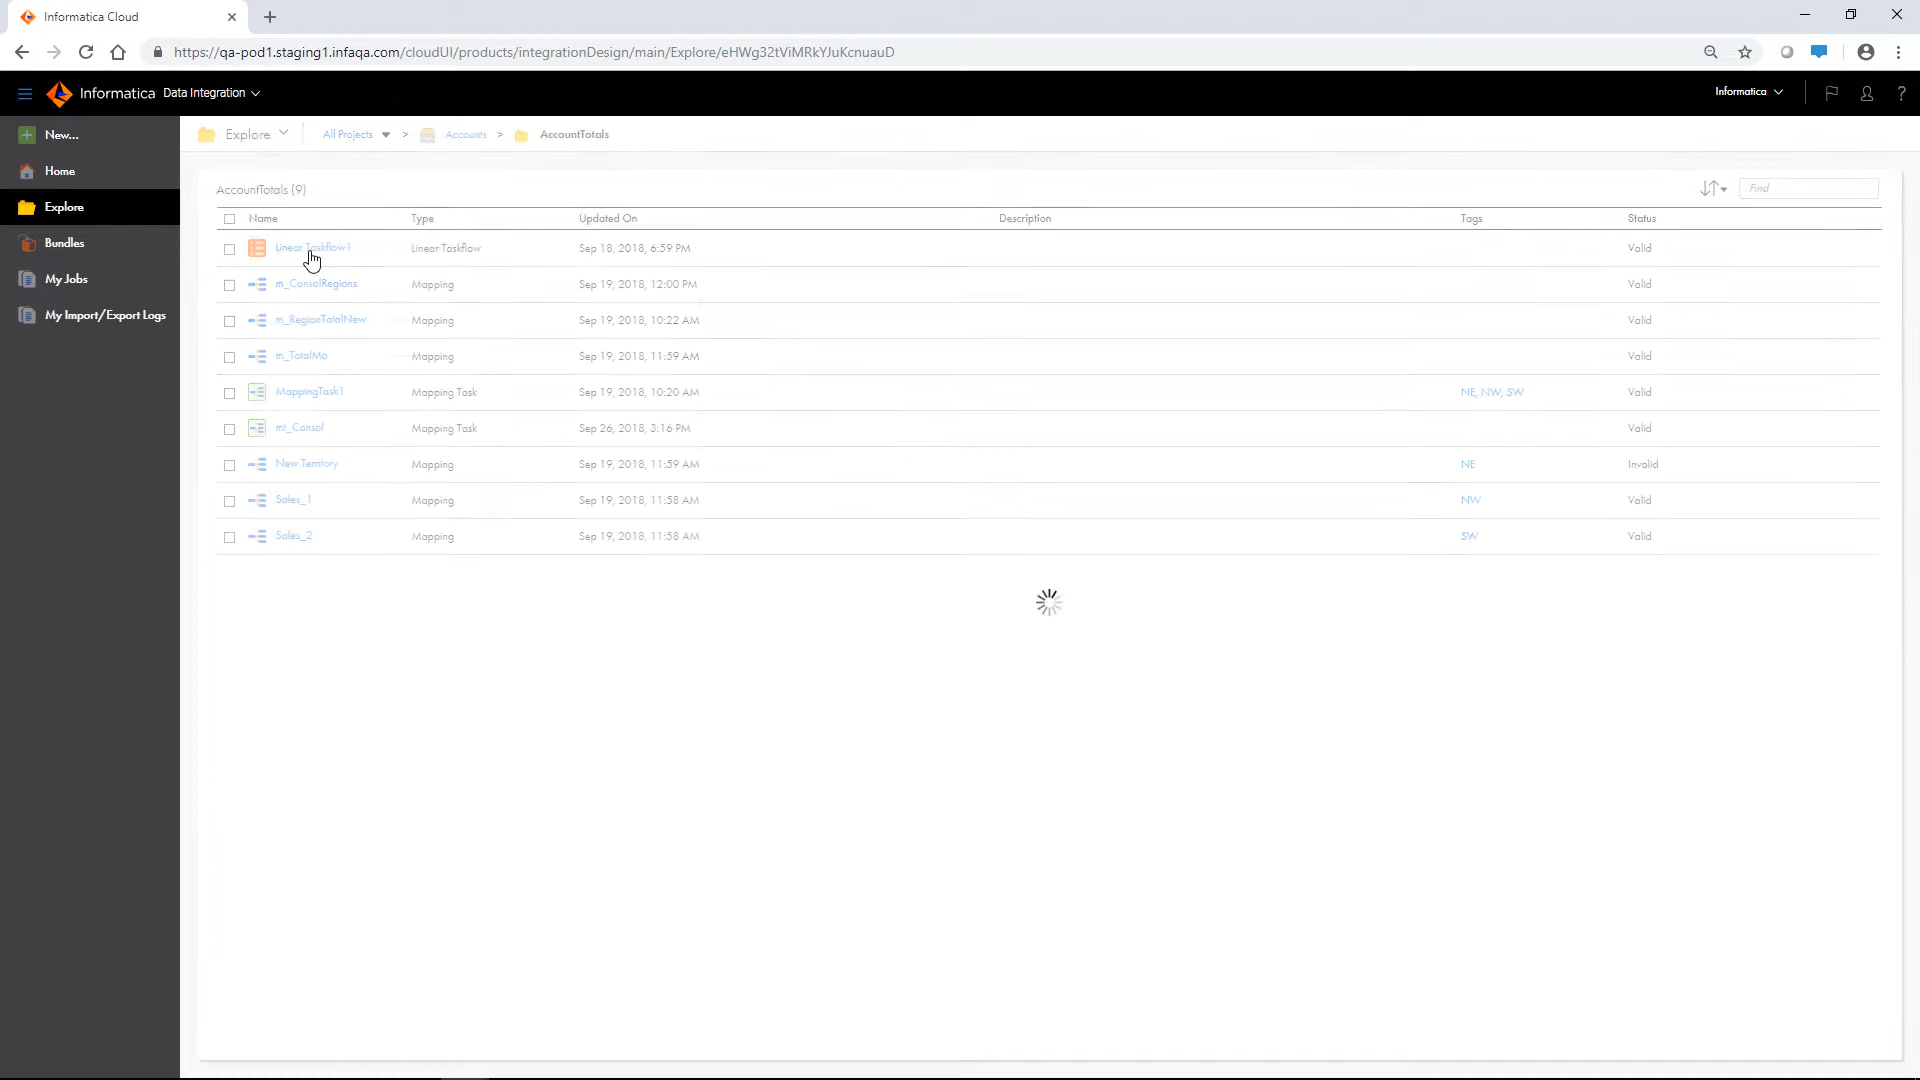 Informatica Cloud
https://qa-pod1.staging1.infaqa.com/cloudUI/products/integrationDesign/main/Explore/eHWg32tViMRkYJuKcnuauD
Informatica Data Integration
Informatica
?
New...
Home
Explore
Bundles
My Jobs
My Import/Export Logs
Explore
All Projects > Accounts > AccountTotals
AccountTotals (9)
Find
Name Type Updated On Description Tags Status
Linear Taskflow1 Linear Taskflow Sep 18, 2018, 6:59 PM Valid
m_ConsolRegions Mapping Sep 19, 2018, 12:00 PM Valid
m_RegionTotalNew Mapping Sep 19, 2018, 10:22 AM Valid
m_TotalMo Mapping Sep 19, 2018, 11:59 AM Valid
MappingTask1 Mapping Task Sep 19, 2018, 10:20 AM NE, NW, SW Valid
mt_Consol Mapping Task Sep 26, 2018, 3:16 PM Valid
New Territory Mapping Sep 19, 2018, 11:59 AM NE Invalid
Sales_1 Mapping Sep 19, 2018, 11:58 AM NW Valid
Sales_2 Mapping Sep 19, 2018, 11:58 AM SW Valid